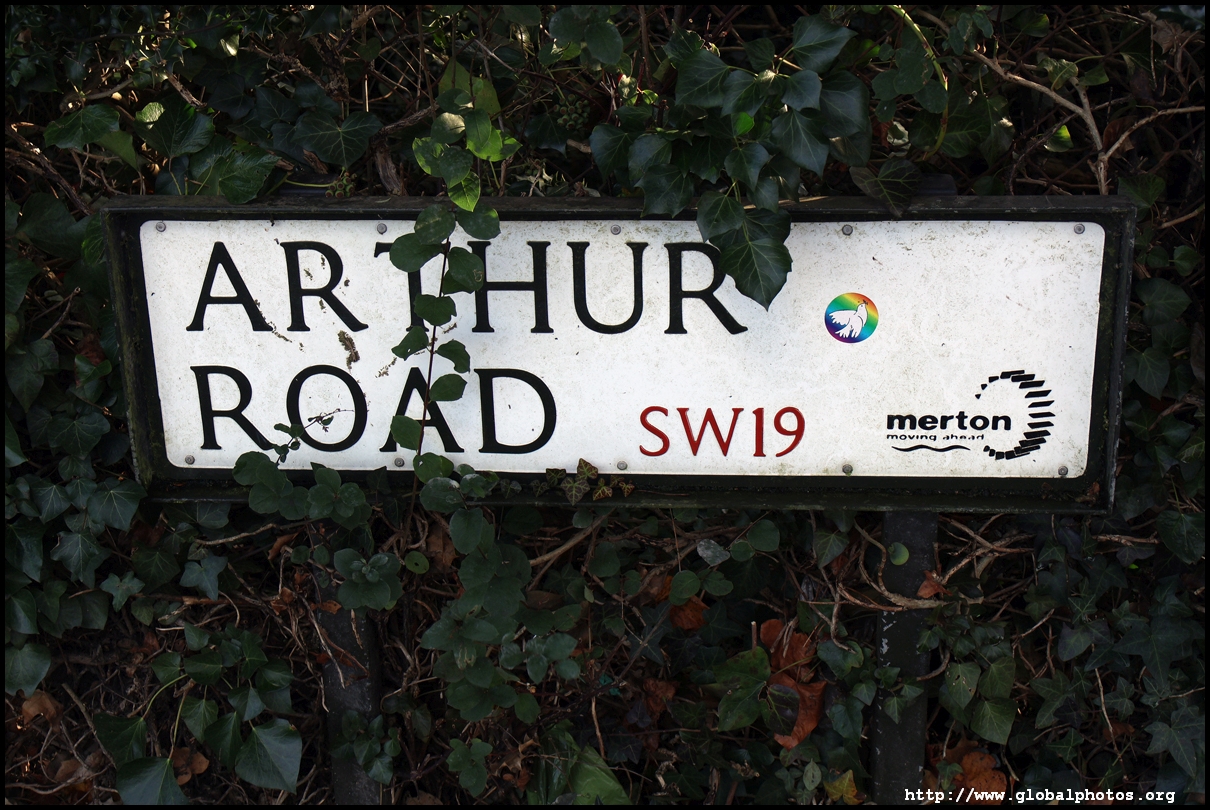 ARTHUR
ROAD
SW19
merton
moving ahead
http://www.globalphotos.org